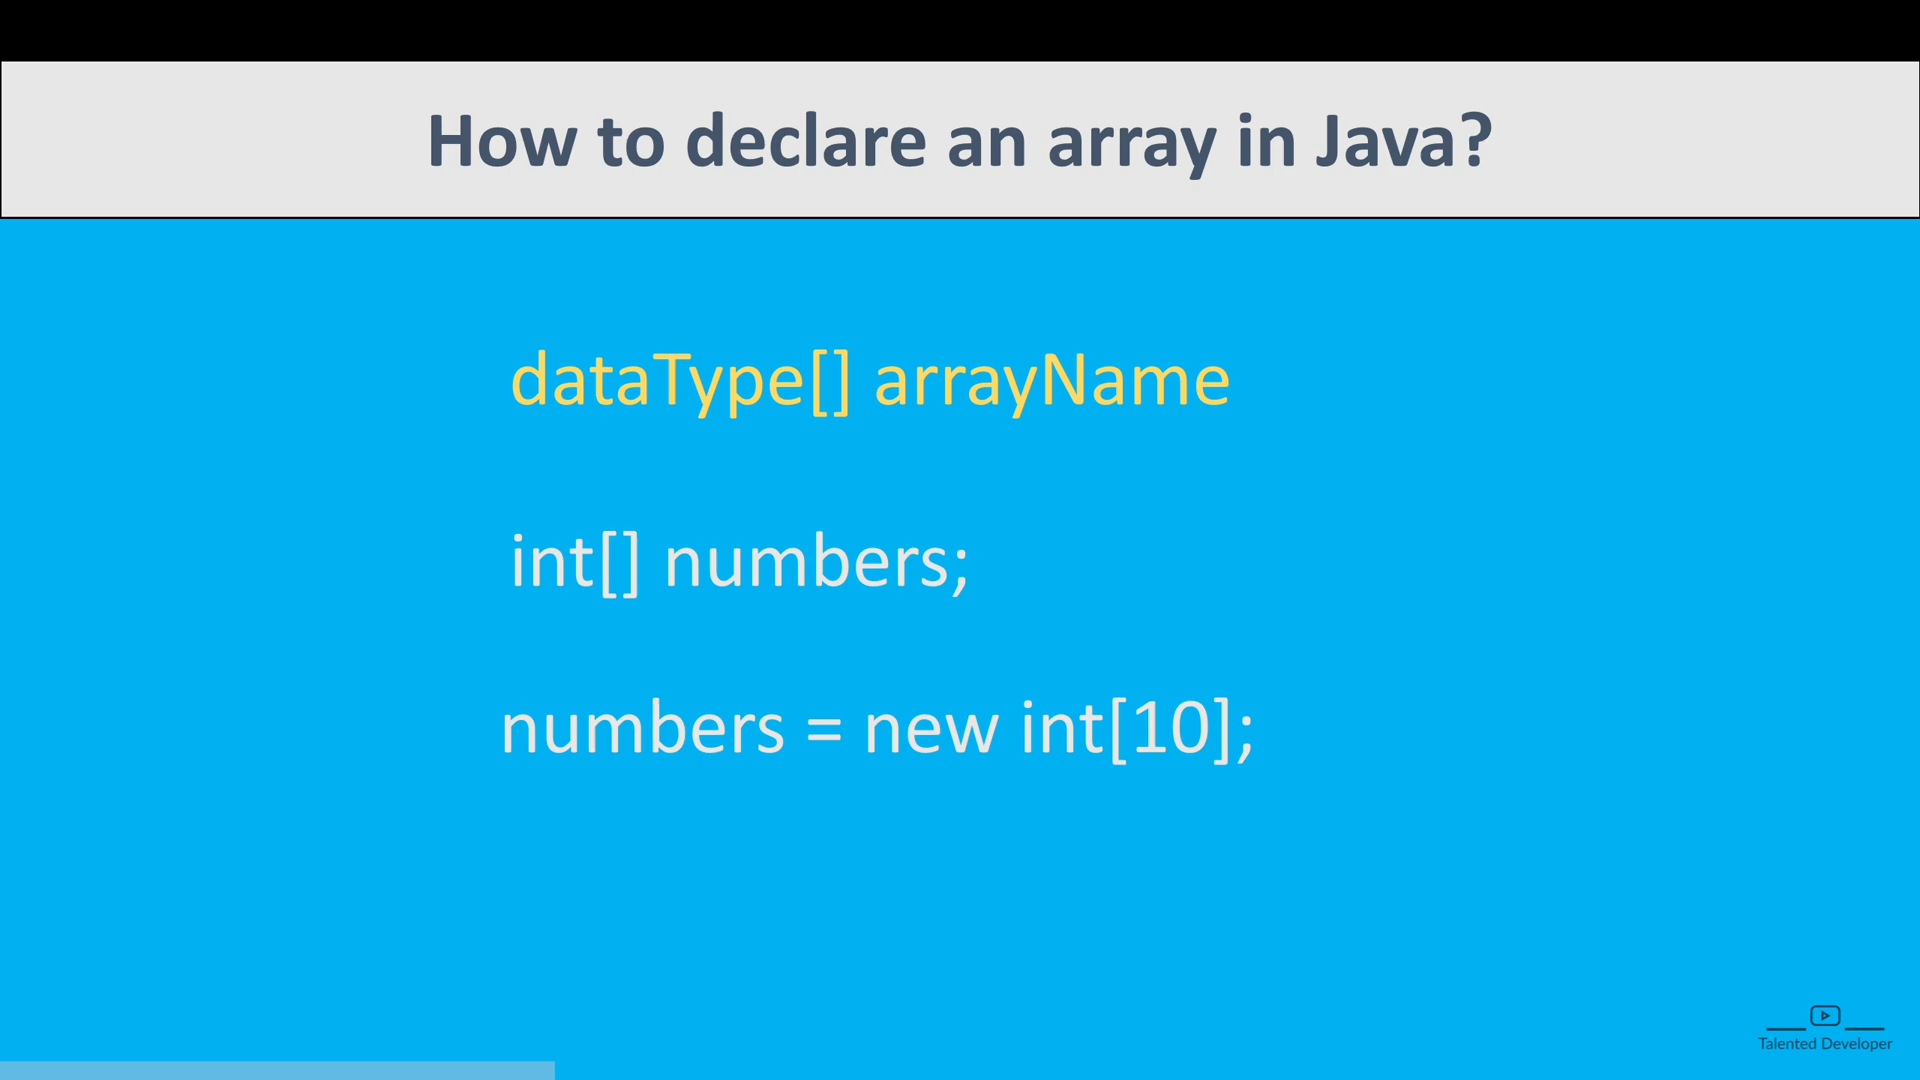 How to declare an array in Java?
dataType[] arrayName
int[] numbers;
numbers = new int[10];
Talented Developer